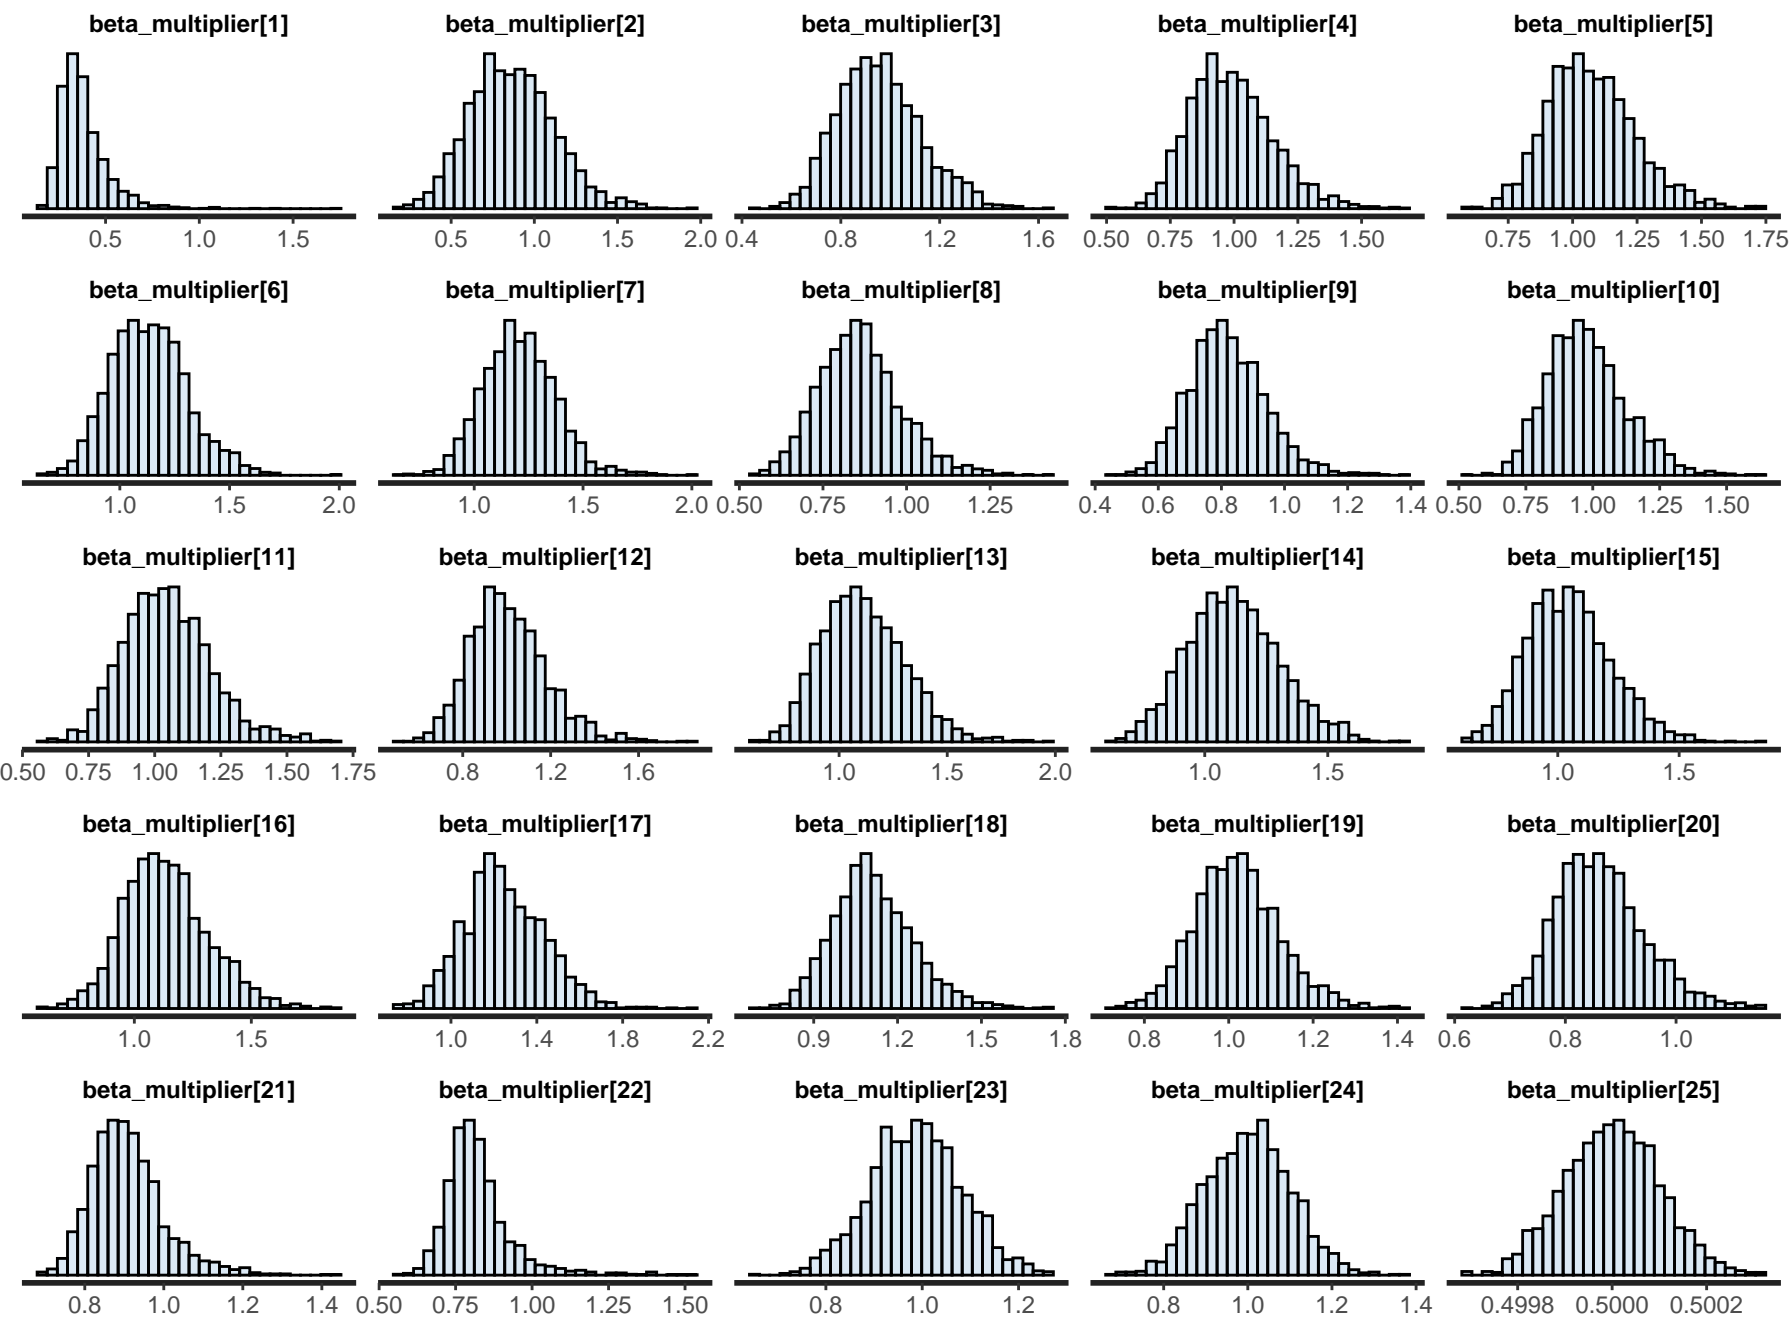 beta_multiplier[1] beta_multiplier[2] beta_multiplier[3] beta_multiplier[4] beta_multiplier[5]
0.5 1.0 1.5 0.5 1.0 1.5 2.0 0.4 0.8 1.2 1.6 0.50 0.75 1.00 1.25 1.50 0.75 1.00 1.25 1.50 1.75
beta_multiplier[6] beta_multiplier[7] beta_multiplier[8] beta_multiplier[9] beta_multiplier[10]
1.0 1.5 2.0 1.0 1.5 2.0 0.50 0.75 1.00 1.25 0.4 0.6 0.8 1.0 1.2 1.4 0.50 0.75 1.00 1.25 1.50
beta_multiplier[11] beta_multiplier[12] beta_multiplier[13] beta_multiplier[14] beta_multiplier[15]
0.50 0.75 1.00 1.25 1.50 1.75 0.8 1.2 1.6 1.0 1.5 2.0 1.0 1.5 1.0 1.5
beta_multiplier[16] beta_multiplier[17] beta_multiplier[18] beta_multiplier[19] beta_multiplier[20]
1.0 1.5 1.0 1.4 1.8 2.2 0.9 1.2 1.5 1.8 0.8 1.0 1.2 1.4 0.6 0.8 1.0
beta_multiplier[21] beta_multiplier[22] beta_multiplier[23] beta_multiplier[24] beta_multiplier[25]
0.8 1.0 1.2 1.4 0.50 0.75 1.00 1.25 1.50 0.8 1.0 1.2 0.8 1.0 1.2 1.4 0.4998 0.5000 0.5002